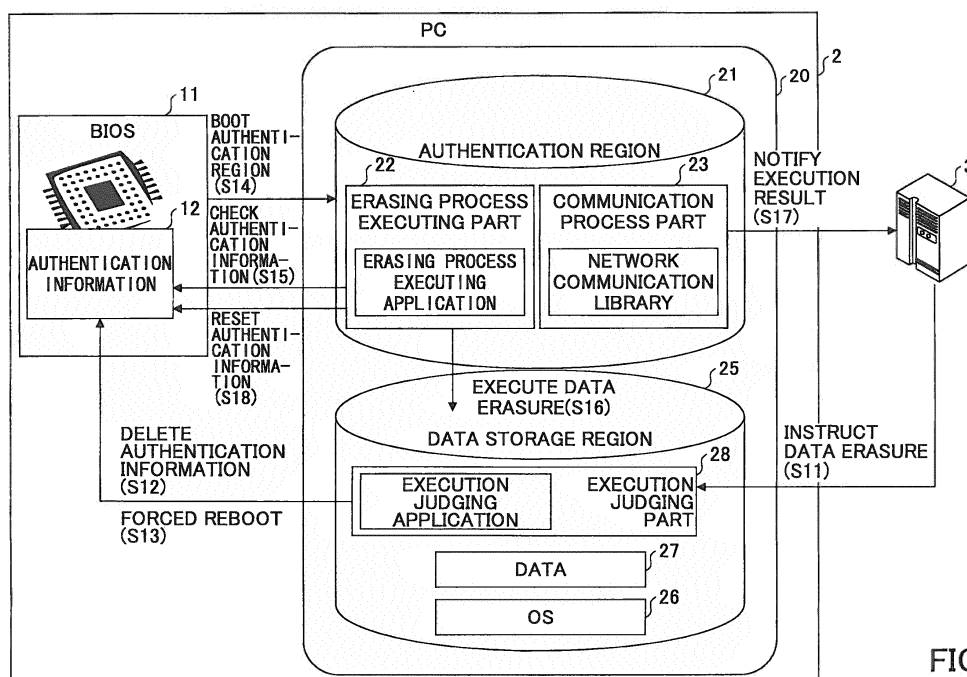 PC
2
20
21
11
BIOS
BOOT
AUTHENTI-
CATION
REGION
(S14)
AUTHENTICATION REGION
22
23
12
CHECK
AUTHENTI-
CATION
INFORMA-
TION(S15)
ERASING PROCESS
EXECUTING PART
COMMUNICATION
PROCESS PART
NOTIFY
EXECUTION
RESULT
(S17)
AUTHENTICATION
INFORMATION
ERASING PROCESS
EXECUTING
APPLICATION
NETWORK
COMMUNICATION
LIBRARY
RESET
AUTHENTI-
CATION
INFORMA-
TION
(S18)
EXECUTE DATA
ERASURE(S16)
25
DATA STORAGE REGION
DELETE
AUTHENTICATION
INFORMATION
(S12)
INSTRUCT
DATA ERASURE
(S11)
28
EXECUTION
JUDGING
APPLICATION
EXECUTION
JUDGING
PART
FORCED REBOOT
(S13)
27
DATA
26
OS
FIG